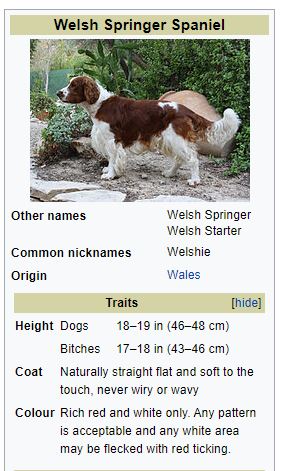 Welsh Springer Spaniel
Other names Welsh Springer
Welsh Starter
Common nicknames Welshie
Origin Wales
Traits [hide]
Height Dogs 18–19 in (46–48 cm)
Bitches 17–18 in (43–46 cm)
Coat Naturally straight flat and soft to the
touch, never wiry or wavy
Colour Rich red and white only. Any pattern
is acceptable and any white area
may be flecked with red ticking.